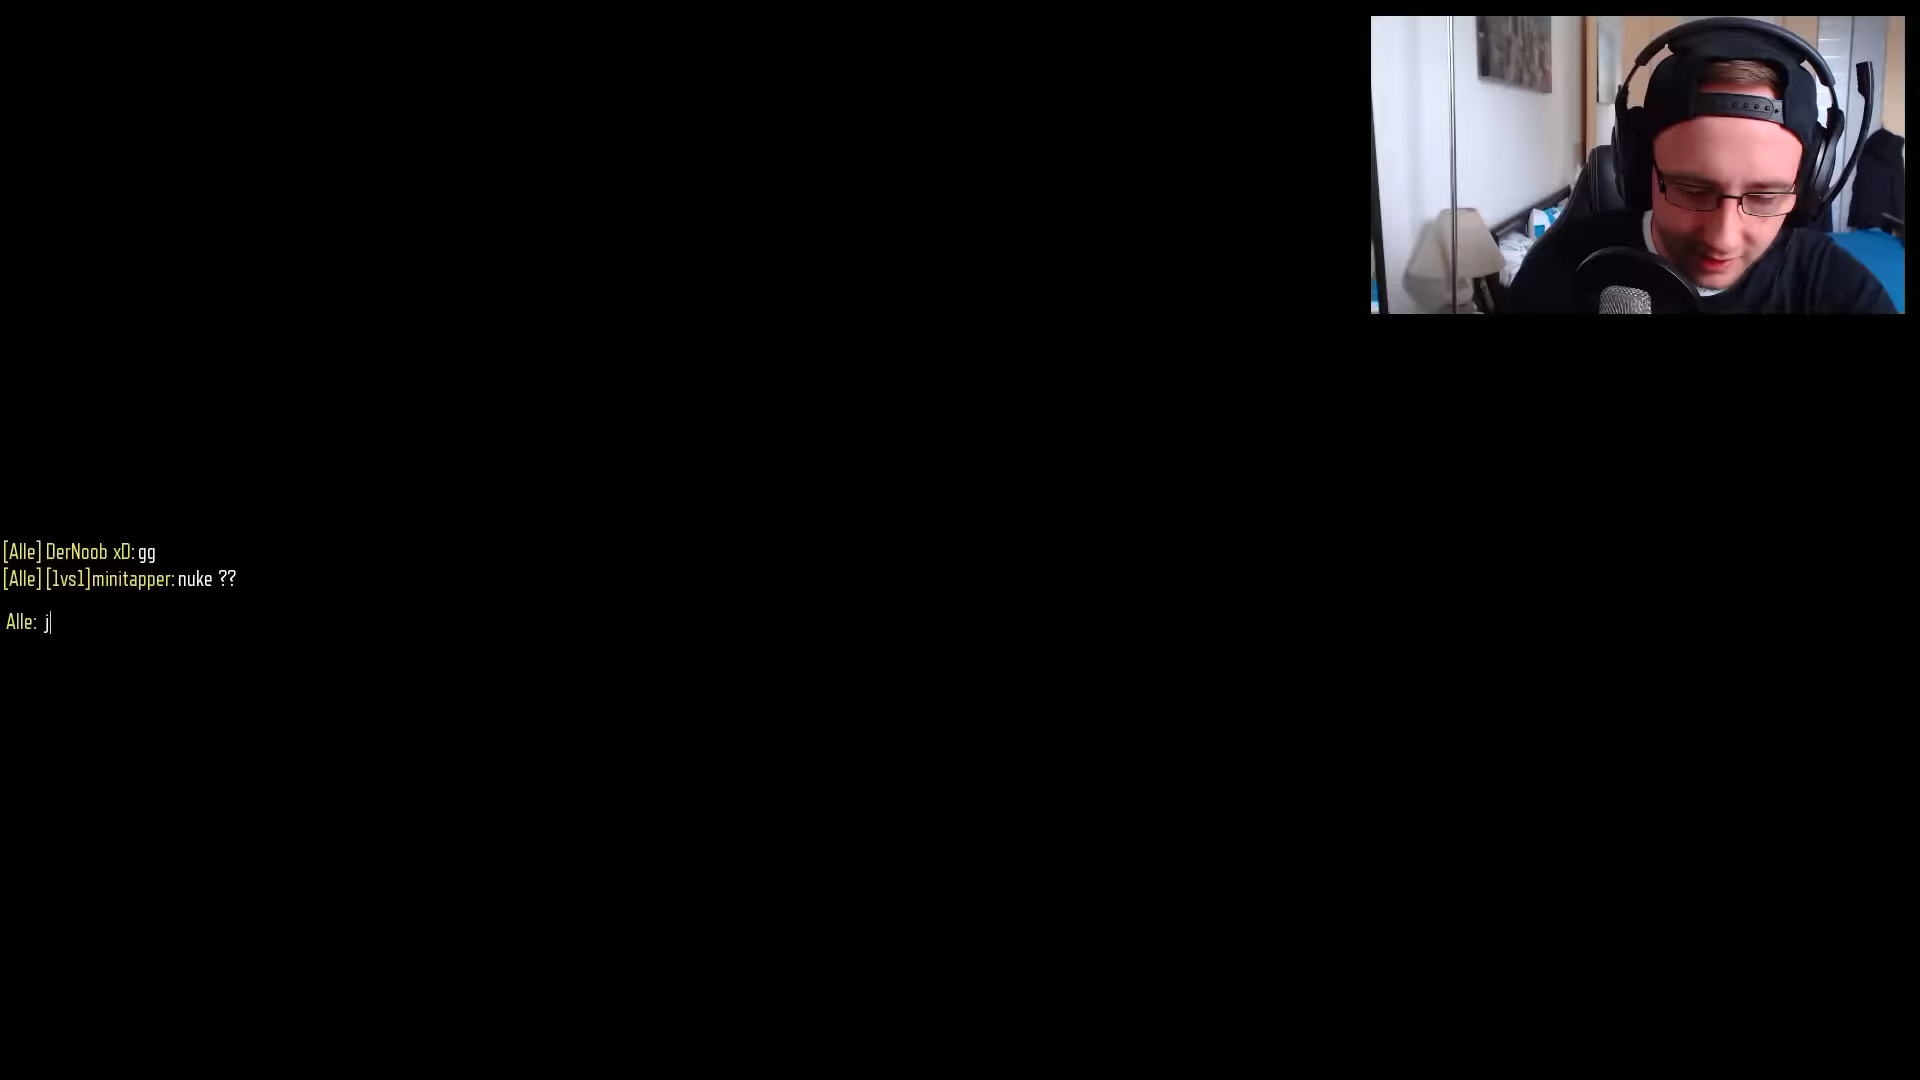 [Alle] DerNoob xD: gg
[Alle] [1vs1]minitapper: nuke ??
Alle: j